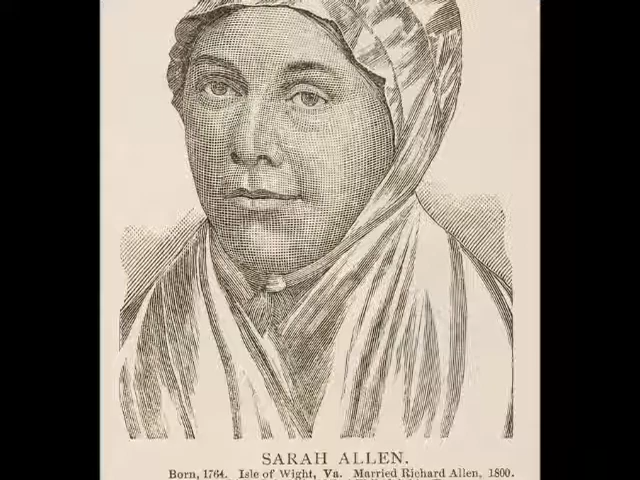 SARAH ALLEN.
Born, 1764. Isle of Wight, Va. Married Richard Allen, 1800.